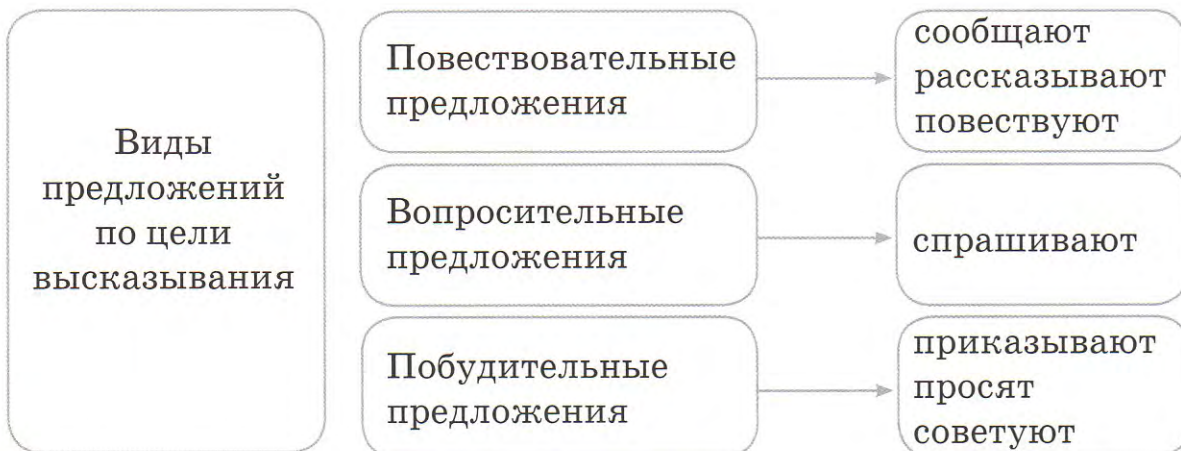 Виды
предложений
по цели
высказывания
Повествовательные
предложения
сообщают
рассказывают
повествуют
Вопросительные
предложения
спрашивают
Побудительные
предложения
приказывают
просят
советуют